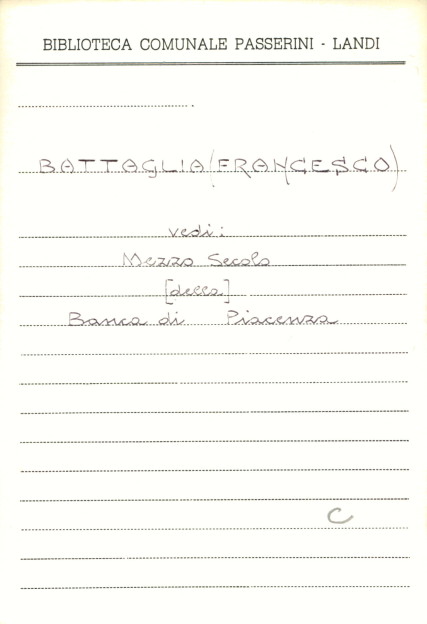 BIBLIOTECA COMUNALE PASSERINI - LANDI
BATTAGLIA (FRANCESCO)
vedi:
Mezzo Secolo
[della]
Banca di Piacenza
C